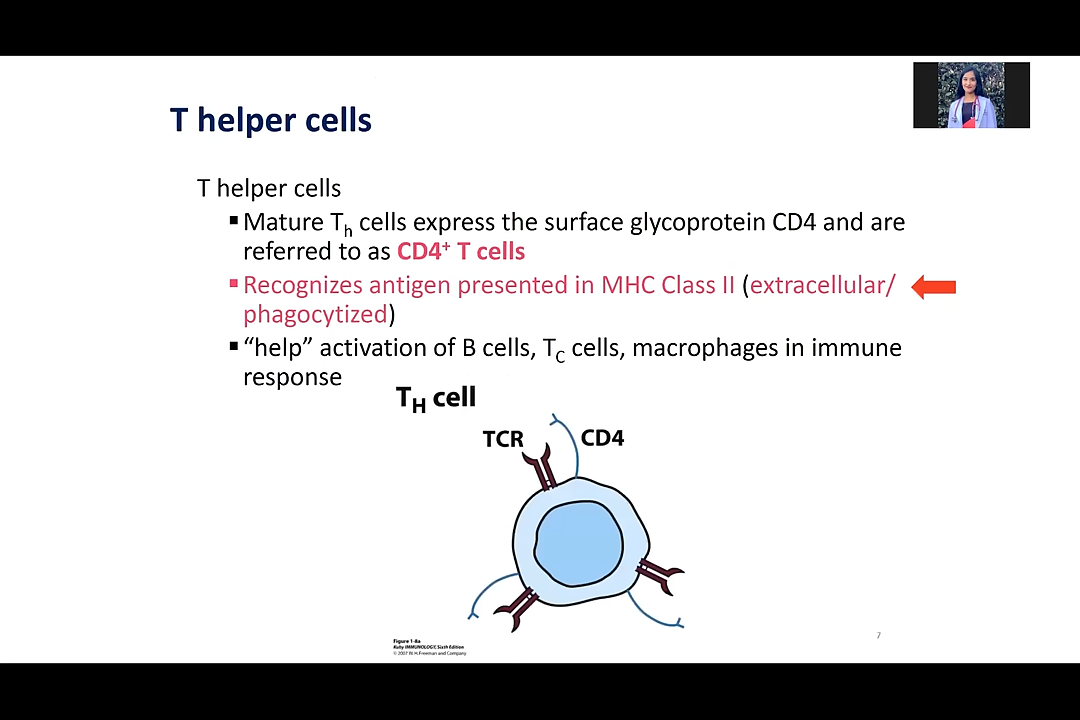 T helper cells
T helper cells
▪Mature Th cells express the surface glycoprotein CD4 and are
referred to as CD4+ T cells
▪Recognizes antigen presented in MHC Class II (extracellular/
phagocytized)
▪“help” activation of B cells, TC cells, macrophages in immune
response
TH cell
TCR
CD4
Figure 1-8a
Kuby IMMUNOLOGY, Sixth Edition
© 2007 W.H.Freeman and Company
7